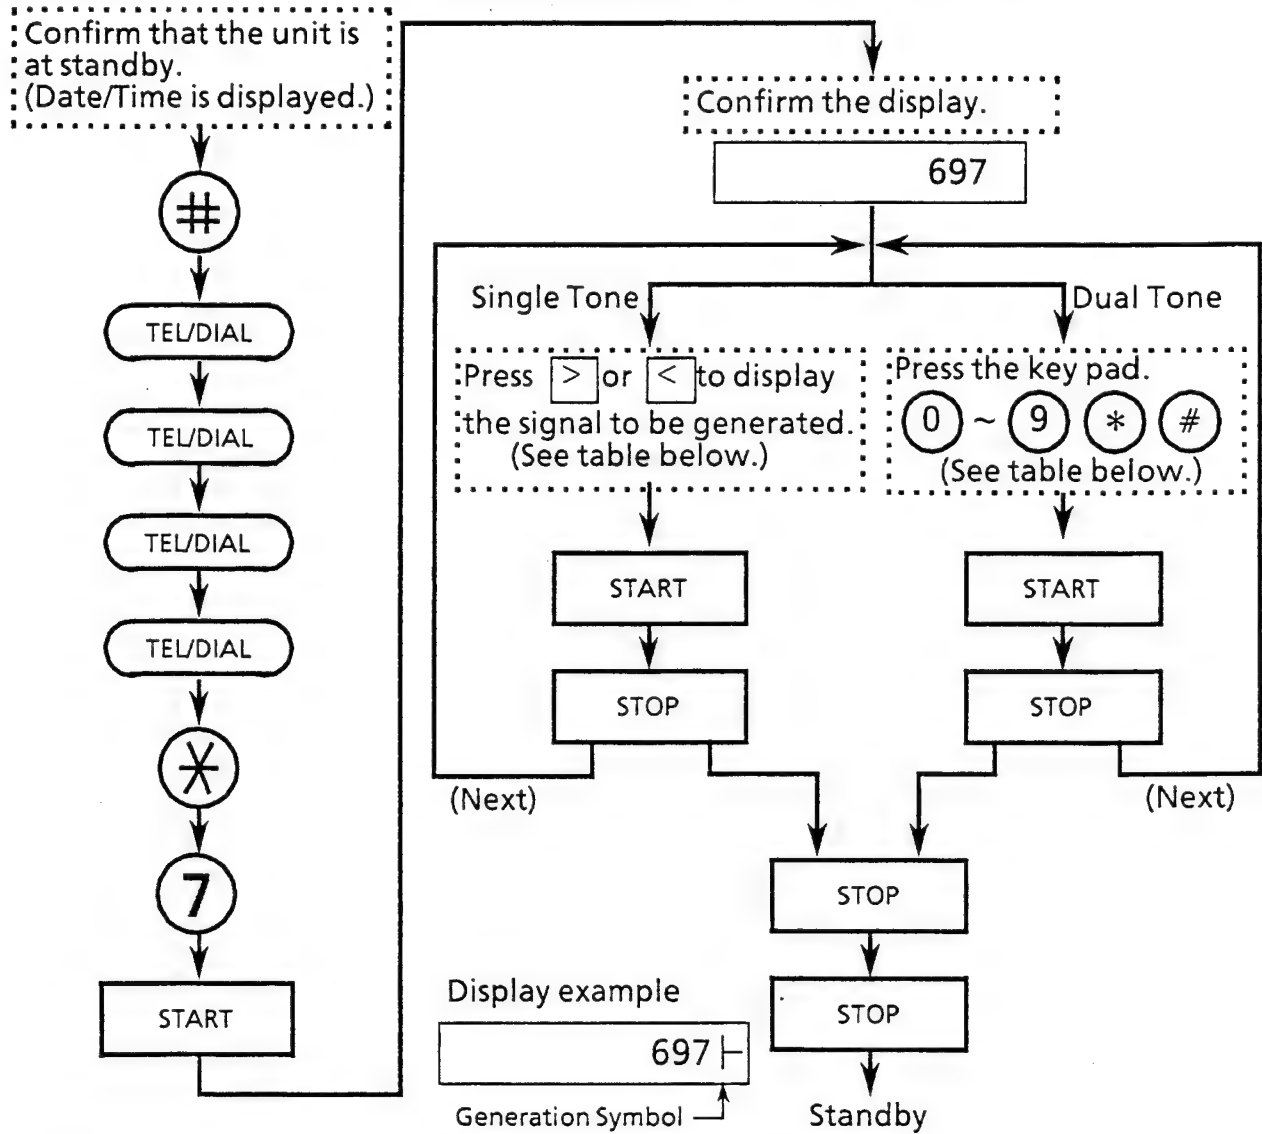 Confirm that the unit is
at standby.
(Date/Time is displayed.)
#
TEL/DIAL
TEL/DIAL
TEL/DIAL
TEL/DIAL
*
7
START
Confirm the display.
697
Single Tone
Press > or < to display
the signal to be generated.
(See table below.)
START
STOP
(Next)
Dual Tone
Press the key pad.
0 ~ 9 * #
(See table below.)
START
STOP
(Next)
STOP
STOP
Standby
Display example
697 ├
Generation Symbol